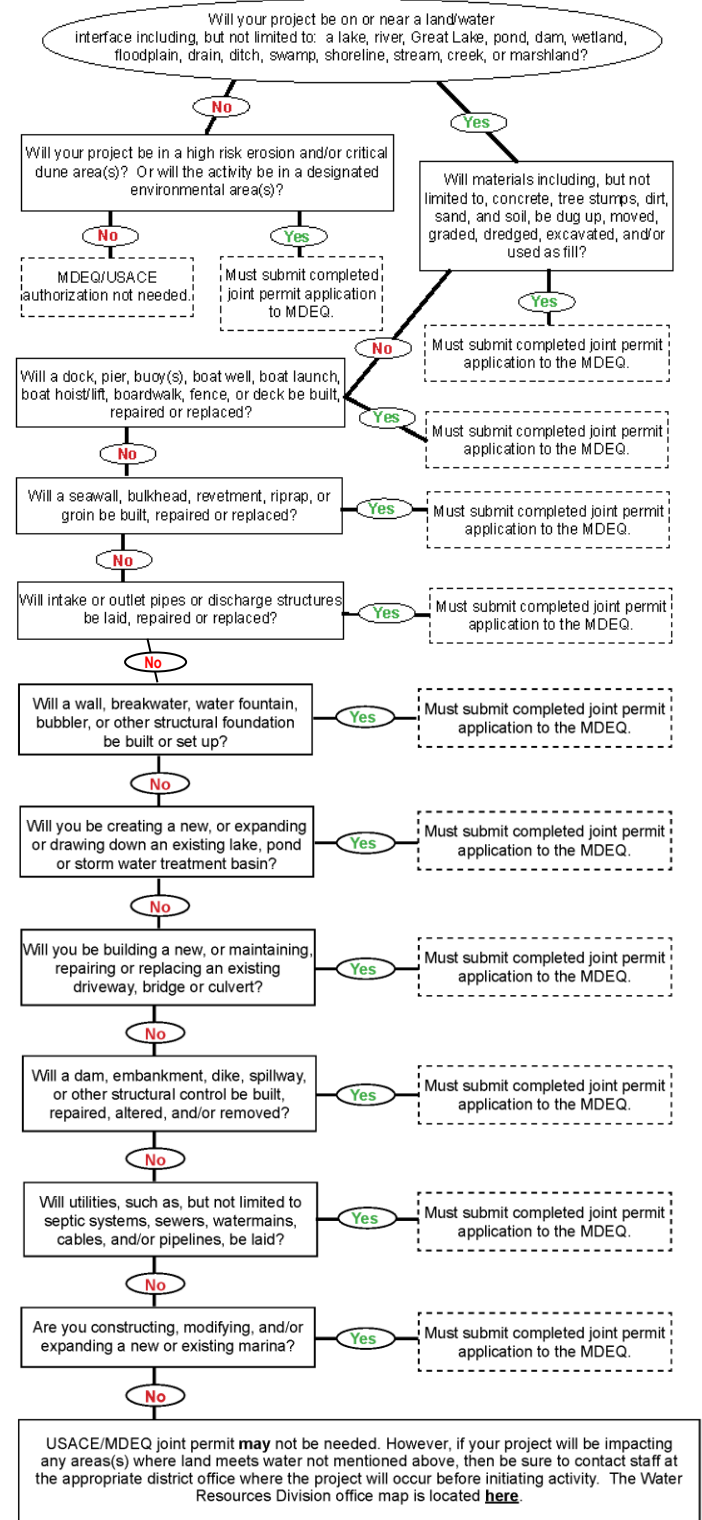 Will your project be on or near a land/water
interface including, but not limited to:  a lake, river, Great Lake, pond, dam, wetland,
floodplain, drain, ditch, swamp, shoreline, stream, creek, or marshland?
No
Yes
Will your project be in a high risk erosion and/or critical
dune area(s)?  Or will the activity be in a designated
environmental area(s)?
Will materials including, but not
limited to, concrete, tree stumps, dirt,
sand, and soil, be dug up, moved,
graded, dredged, excavated, and/or
used as fill?
No
Yes
MDEQ/USACE
authorization not needed.
Must submit completed
joint permit application
to MDEQ.
Yes
No
Must submit completed joint permit
application to the MDEQ.
Will a dock, pier, buoy(s), boat well, boat launch,
boat hoist/lift, boardwalk, fence, or deck be built,
repaired or replaced?
Yes
Must submit completed joint permit
application to the MDEQ.
No
Will a seawall, bulkhead, revetment, riprap, or
groin be built, repaired or replaced?
Yes
Must submit completed joint permit
application to the MDEQ.
No
Will intake or outlet pipes or discharge structures
be laid, repaired or replaced?
Yes
Must submit completed joint permit
application to the MDEQ.
No
Will a wall, breakwater, water fountain,
bubbler, or other structural foundation
be built or set up?
Yes
Must submit completed joint permit
application to the MDEQ.
No
Will you be creating a new, or expanding
or drawing down an existing lake, pond
or storm water treatment basin?
Yes
Must submit completed joint permit
application to the MDEQ.
No
Will you be building a new, or maintaining,
repairing or replacing an existing
driveway, bridge or culvert?
Yes
Must submit completed joint permit
application to the MDEQ.
No
Will a dam, embankment, dike, spillway,
or other structural control be built,
repaired, altered, and/or removed?
Yes
Must submit completed joint permit
application to the MDEQ.
No
Will utilities, such as, but not limited to
septic systems, sewers, watermains,
cables, and/or pipelines, be laid?
Yes
Must submit completed joint permit
application to the MDEQ.
No
Are you constructing, modifying, and/or
expanding a new or existing marina?
Yes
Must submit completed joint permit
application to the MDEQ.
No
USACE/MDEQ joint permit may not be needed. However, if your project will be impacting
any areas(s) where land meets water not mentioned above, then be sure to contact staff at
the appropriate district office where the project will occur before initiating activity.  The Water
Resources Division office map is located here.